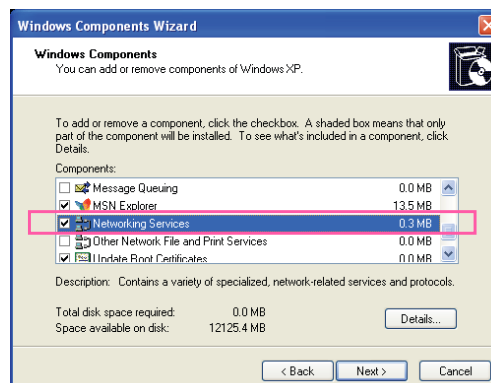 Windows Components Wizard
Windows Components
You can add or remove components of Windows XP.
To add or remove a component, click the checkbox. A shaded box means that only
part of the component will be installed. To see what's included in a component, click
Details.
Components:
Message Queuing 0.0 MB
MSN Explorer 13.5 MB
Networking Services 0.3 MB
Other Network File and Print Services 0.0 MB
Update Root Certificates 0.0 MB
Description: Contains a variety of specialized, network-related services and protocols.
Total disk space required: 0.0 MB
Space available on disk: 12125.4 MB
Details...
< Back Next > Cancel